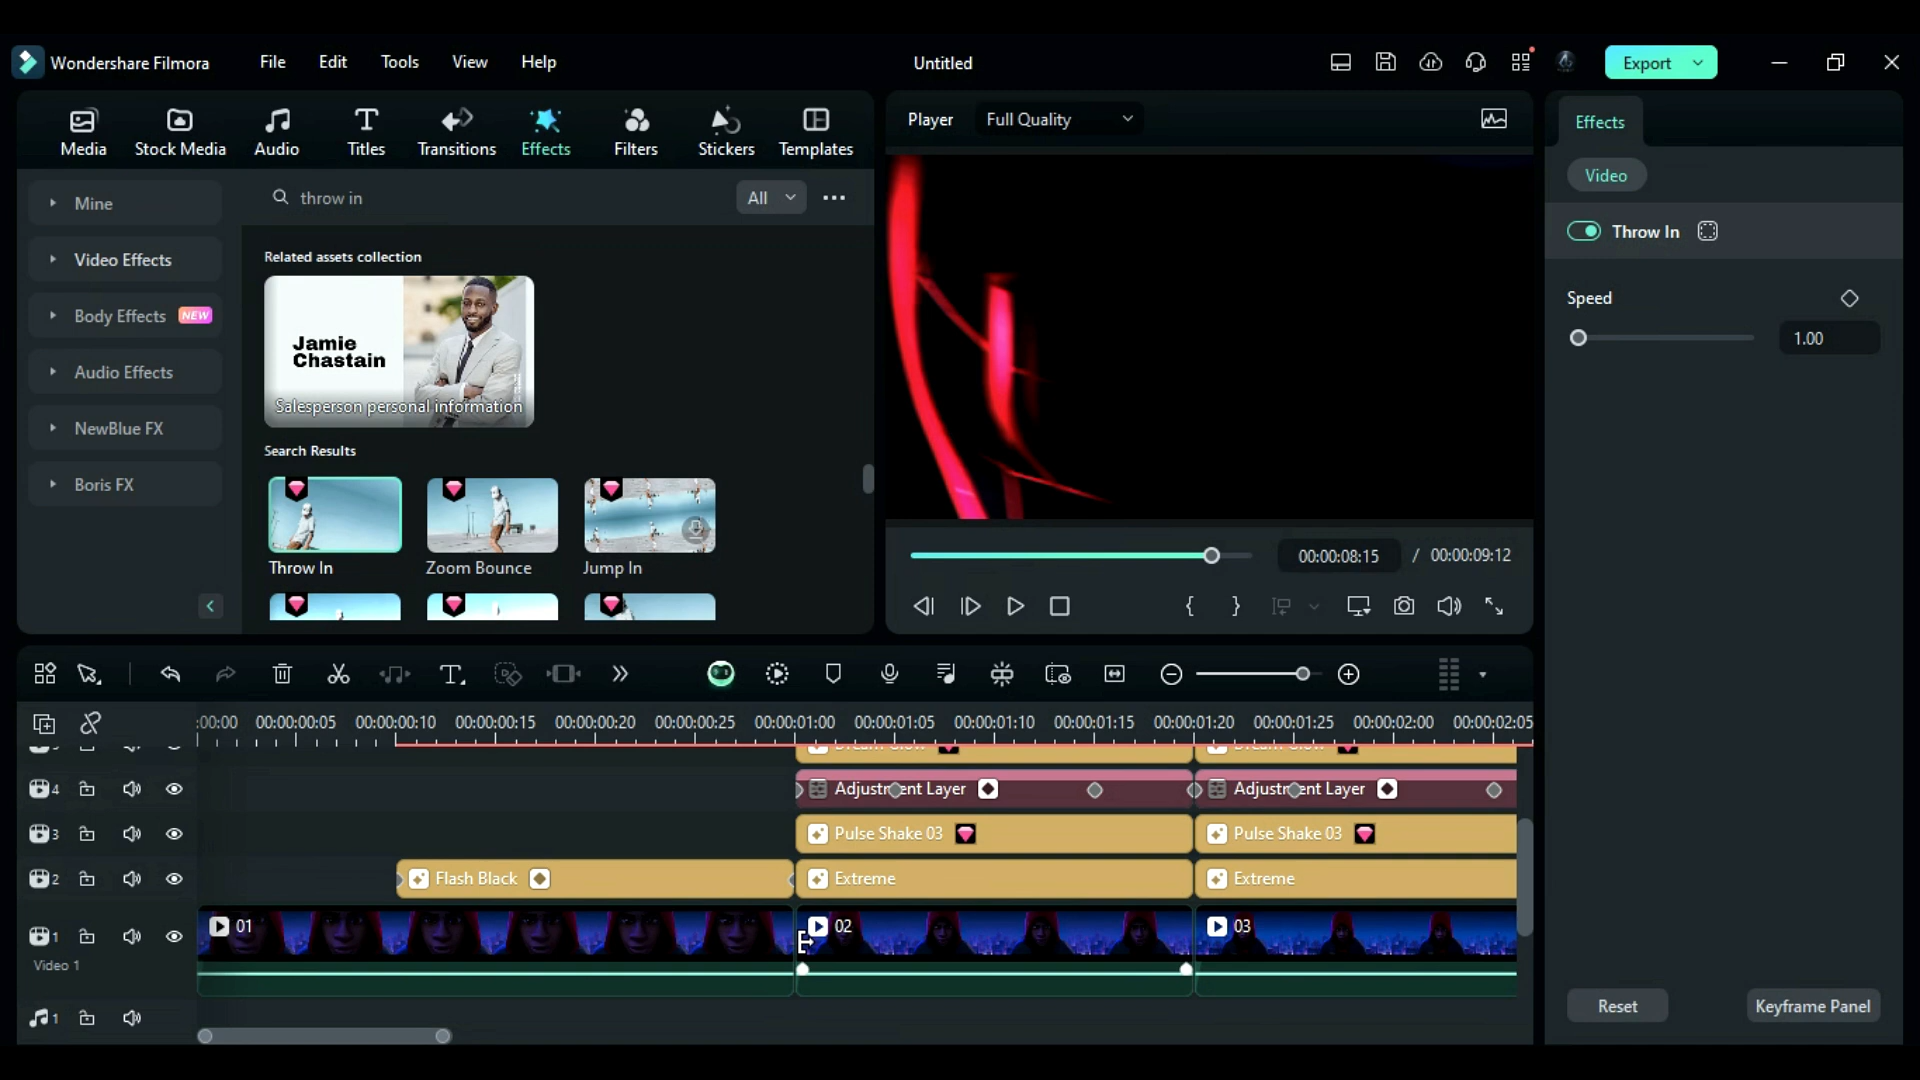 Wondershare Filmora File Edit Tools View Help Untitled Export
Media Stock Media Audio Titles Transitions Effects Filters Stickers Templates
Player Full Quality
Effects
Video
Mine
Video Effects
Body Effects NEW
Audio Effects
NewBlue FX
Boris FX
throw in All
Related assets collection
Jamie
Chastain
Salesperson personal information
Search Results
Throw In Zoom Bounce Jump In
00:00:08:15 / 00:00:09:12
Throw In
Speed
1.00
:00:00 00:00:00:05 00:00:00:10 00:00:00:15 00:00:00:20 00:00:00:25 00:00:01:00 00:00:01:05 00:00:01:10 00:00:01:15 00:00:01:20 00:00:01:25 00:00:02:00 00:00:02:05
4 Adjustment Layer Adjustment Layer
3 Pulse Shake 03 Pulse Shake 03
2 Flash Black Extreme Extreme
1 01 02 03
Video 1
1
Reset Keyframe Panel